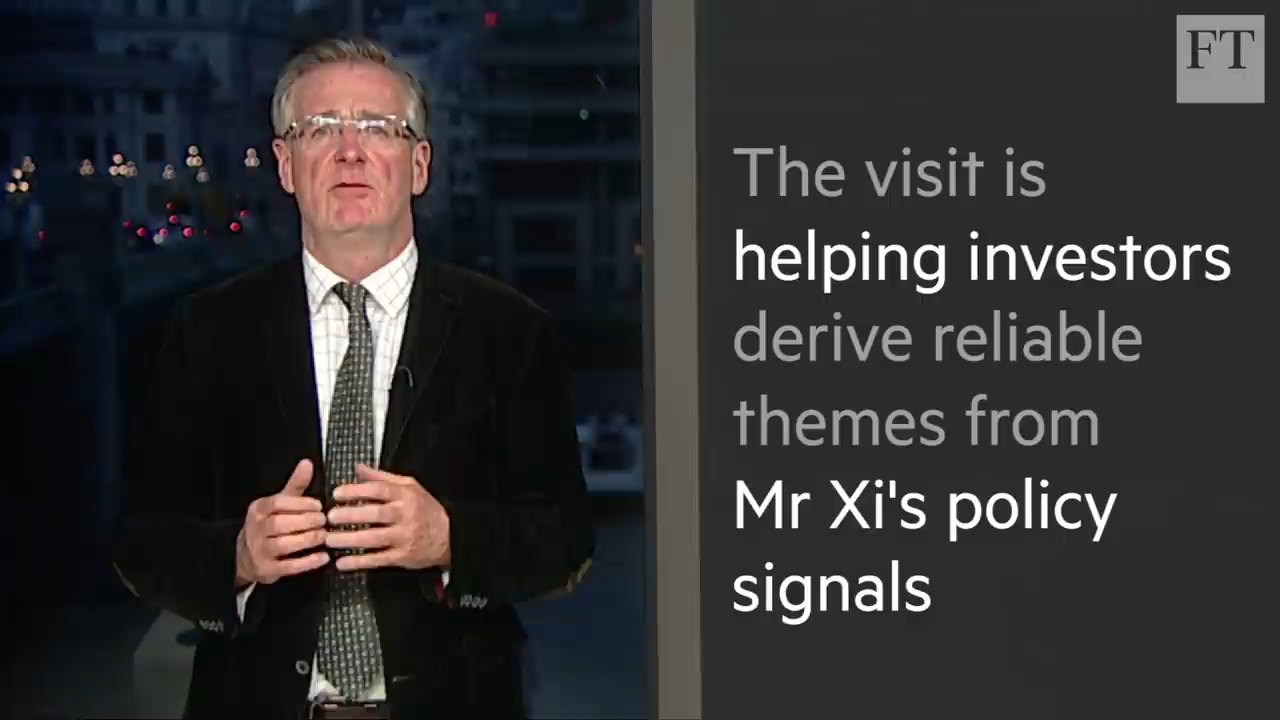 FT
The visit is
helping investors
derive reliable
themes from
Mr Xi's policy
signals